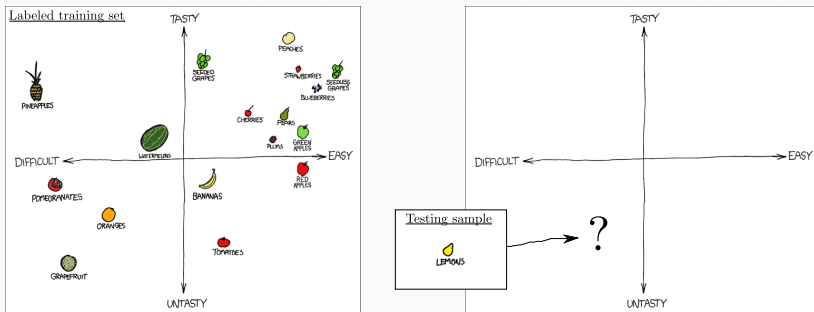 Labeled training set
TASTY
PEACHES
SEEDED
GRAPES
STRAWBERRIES
SEEDLESS
GRAPES
BLUEBERRIES
PINEAPPLES
CHERRIES
PEARS
GREEN
APPLES
PLUMS
WATERMELONS
DIFFICULT
EASY
RED
APPLES
POMEGRANATES
BANANAS
ORANGES
TOMATOES
GRAPEFRUIT
UNTASTY
TASTY
DIFFICULT
EASY
Testing sample
LEMONS
?
UNTASTY